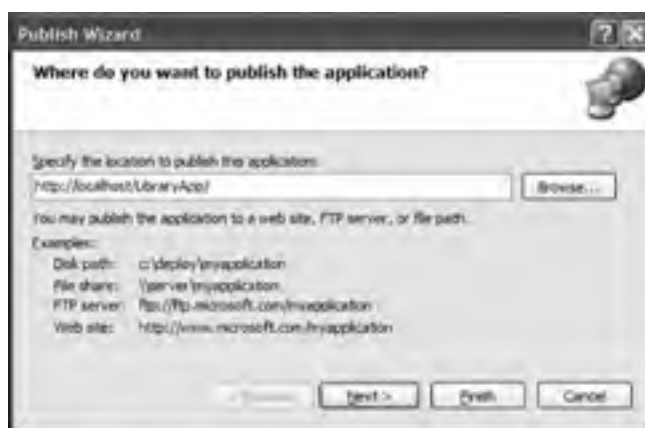 Publish Wizard
Where do you want to publish the application?
Specify the location to publish this application:
http://localhost/LibraryApp/
Browse...
You may publish the application to a web site, FTP server, or file path.
Examples:
Disk path: c:\deploy\myapplication
File share: \\server\myapplication
FTP server: ftp://ftp.microsoft.com/myapplication
Web site: http://www.microsoft.com/myapplication
Next >
Finish
Cancel